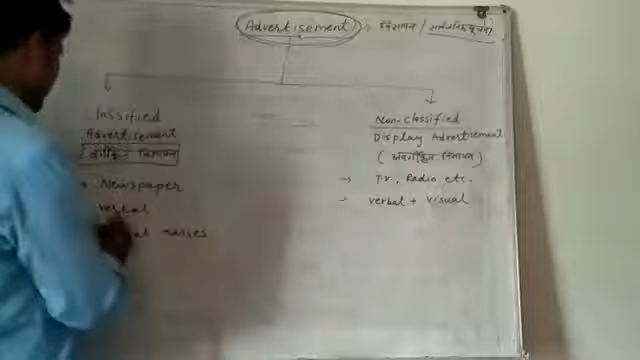 Advertisement :- विज्ञापन / सार्वजनिक सूचना
Classified
Advertisement
(वर्गीकृत विज्ञापन)
Newspaper
verbal
Non-classified
Display Advertisement
(अवर्गीकृत विज्ञापन)
→ T.V, Radio etc.
→ verbal + visual